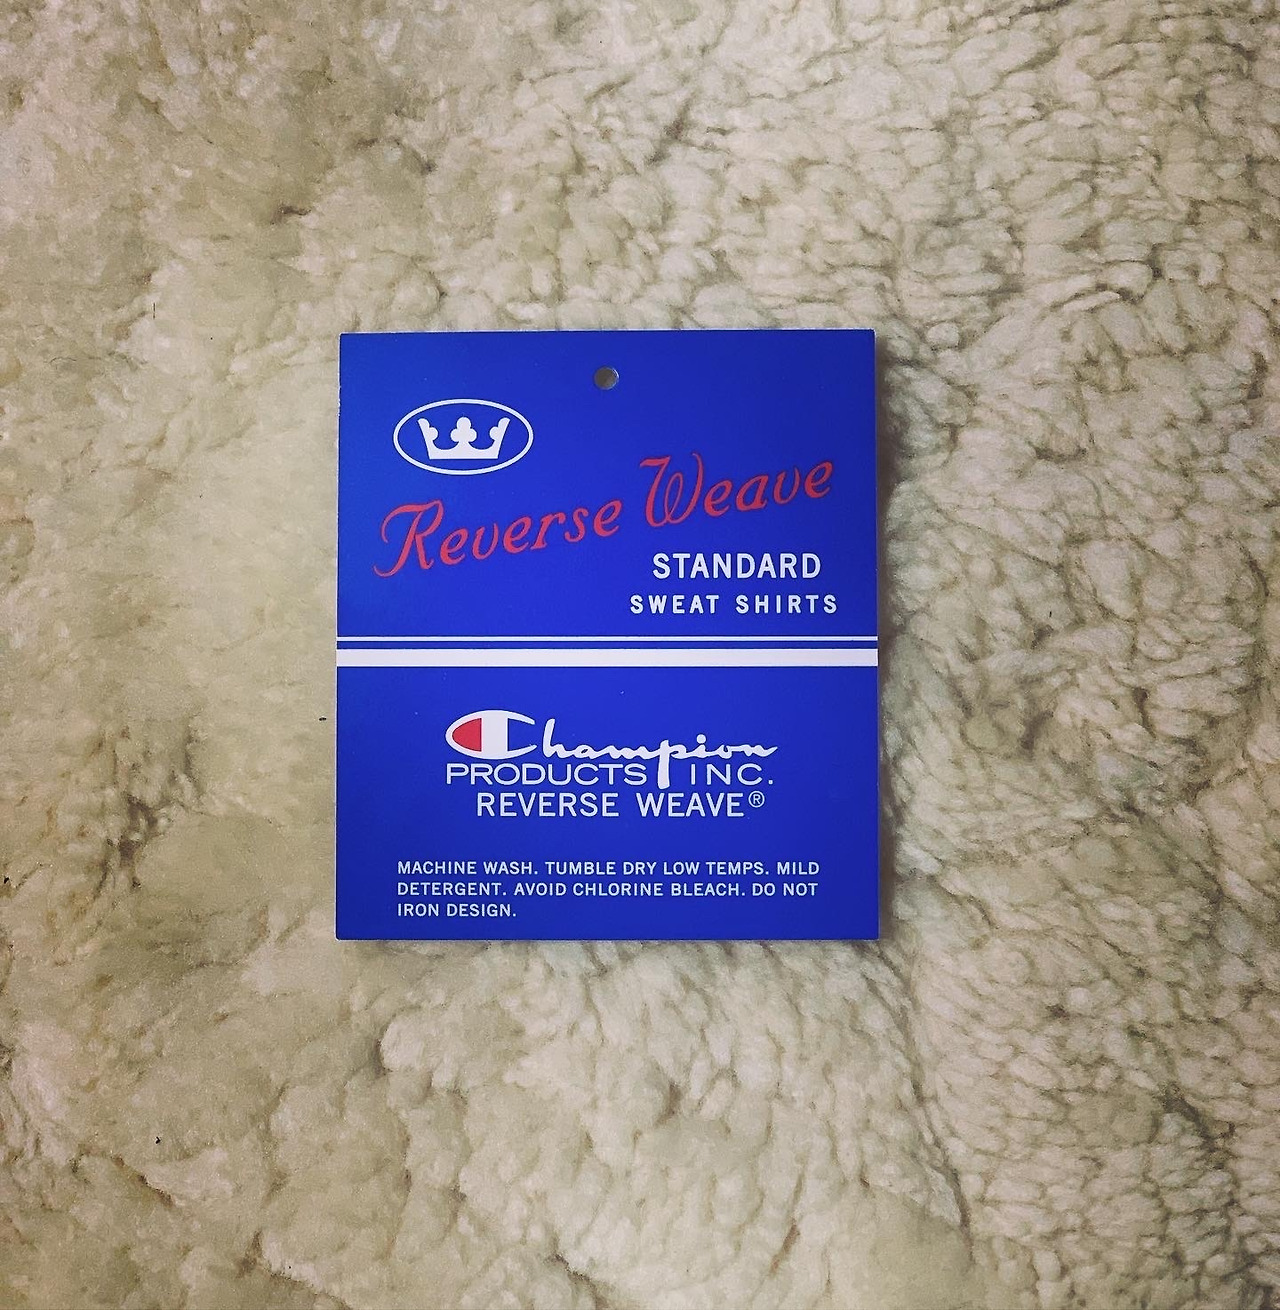 Reverse Weave
STANDARD
SWEAT SHIRTS
Champion
PRODUCTS INC.
REVERSE WEAVE®
MACHINE WASH. TUMBLE DRY LOW TEMPS. MILD
DETERGENT. AVOID CHLORINE BLEACH. DO NOT
IRON DESIGN.